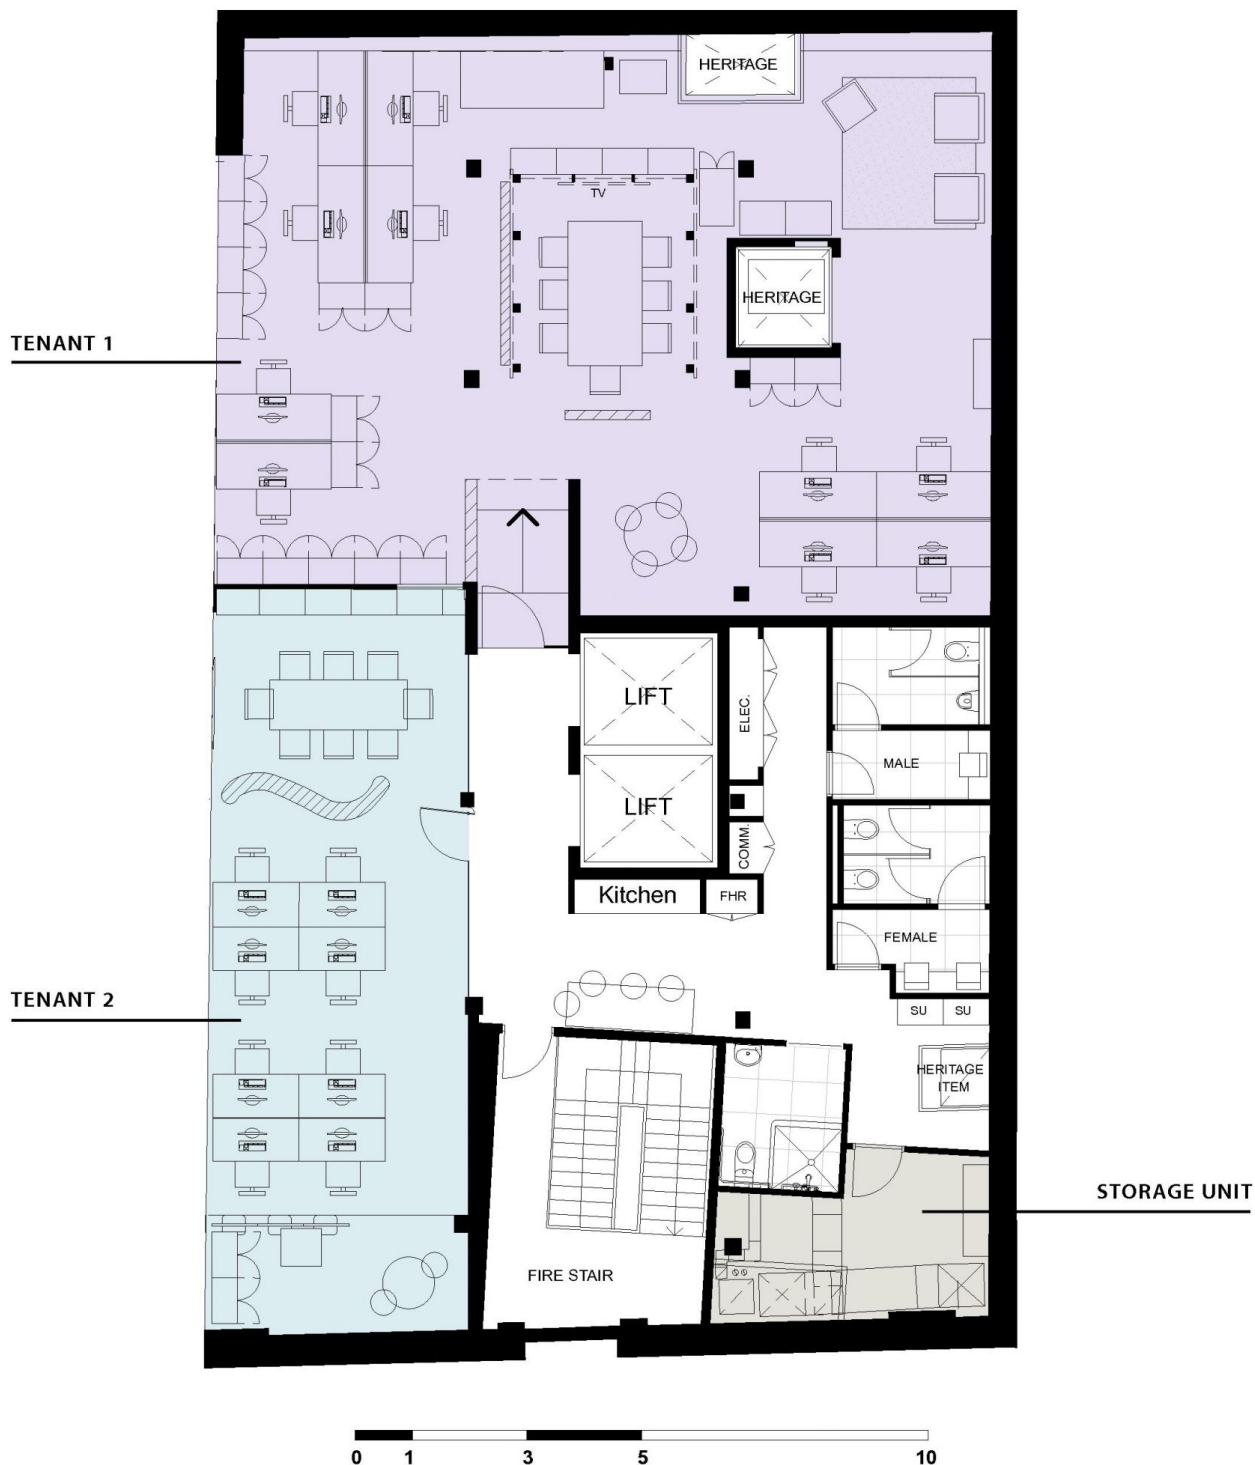 HERITAGE
TV
HERITAGE
TENANT 1
LIFT
ELEC.
MALE
LIFT
COMM.
Kitchen
FHR
FEMALE
TENANT 2
SU
SU
HERITAGE
ITEM
STORAGE UNIT
FIRE STAIR
0 1 3 5 10